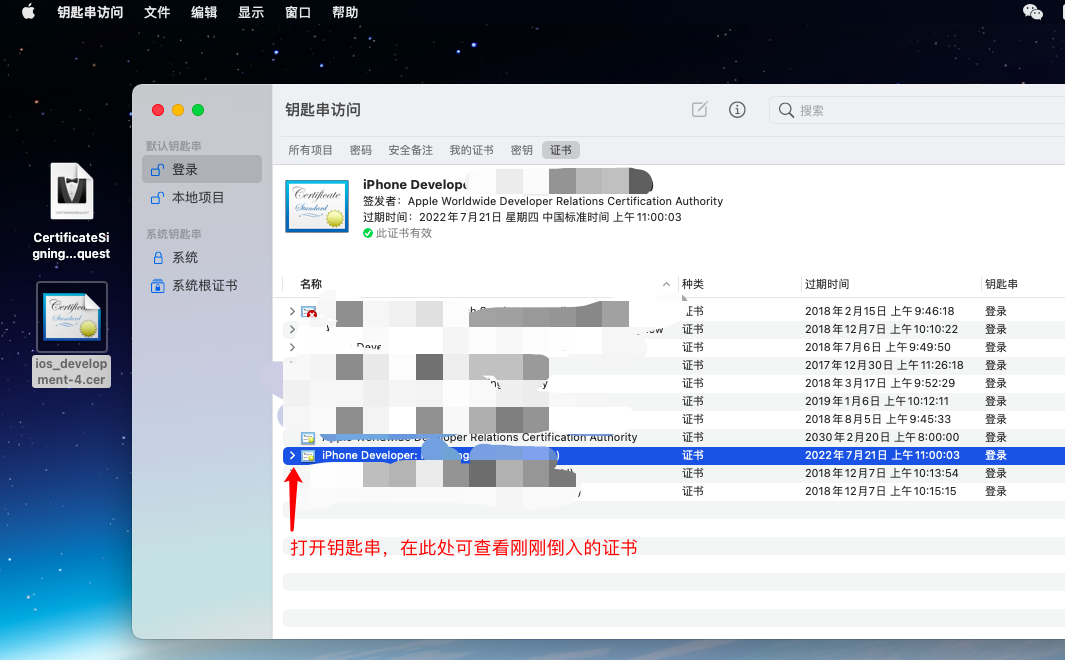 钥匙串访问 文件 编辑 显示 窗口 帮助
CertificateSi
gning...quest
ios_develop
ment-4.cer
默认钥匙串
登录
本地项目
系统钥匙串
系统
系统根证书
钥匙串访问
搜索
所有项目 密码 安全备注 我的证书 密钥 证书
Certificate
Standard
iPhone Develope
签发者：Apple Worldwide Developer Relations Certification Authority
过期时间：2022年7月21日 星期四 中国标准时间 上午11:00:03
此证书有效
名称 种类 过期时间 钥匙串
证书 2018年2月15日 上午9:46:18 登录
证书 2018年12月7日 上午10:10:22 登录
证书 2018年7月6日 上午9:49:50 登录
证书 2017年12月30日 上午11:26:18 登录
证书 2018年3月17日 上午9:52:29 登录
证书 2019年1月6日 上午10:12:11 登录
证书 2018年8月5日 上午9:45:33 登录
Apple Worldwide Developer Relations Certification Authority 证书 2030年2月20日 上午8:00:00 登录
iPhone Developer: 证书 2022年7月21日 上午11:00:03 登录
证书 2018年12月7日 上午10:13:54 登录
证书 2018年12月7日 上午10:15:15 登录
打开钥匙串，在此处可查看刚刚倒入的证书